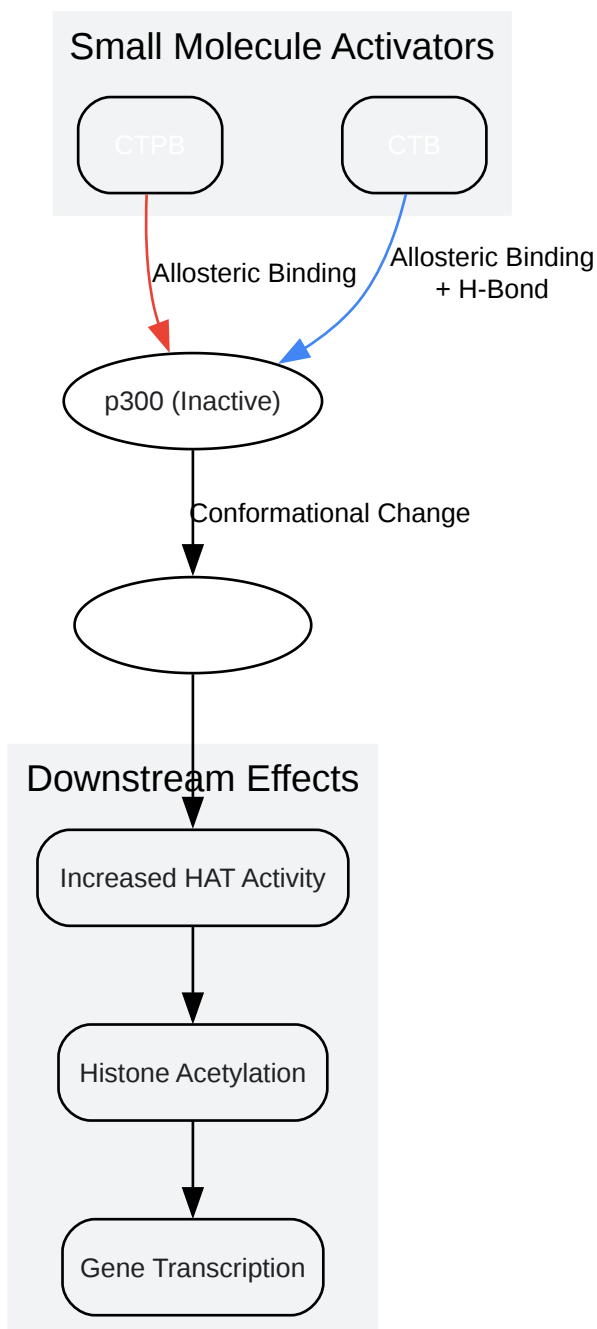 Small Molecule Activators
CTPB
CTB
Allosteric Binding
Allosteric Binding
+ H-Bond
p300 (Inactive)
Conformational Change
Downstream Effects
Increased HAT Activity
Histone Acetylation
Gene Transcription